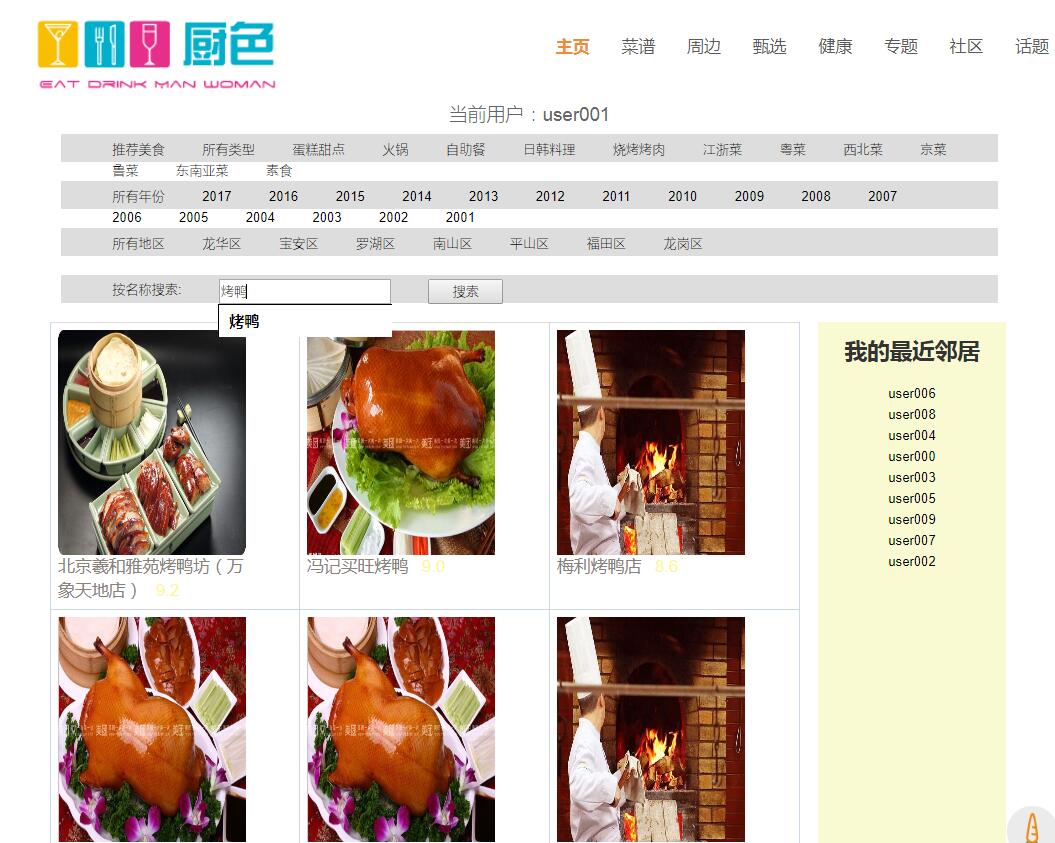 厨色
EAT DRINK MAN WOMAN
主页 菜谱 周边 甄选 健康 专题 社区 话题
当前用户：user001
推荐美食 所有类型 蛋糕甜点 火锅 自助餐 日韩料理 烧烤烤肉 江浙菜 粤菜 西北菜 京菜
鲁菜 东南亚菜 素食
所有年份 2017 2016 2015 2014 2013 2012 2011 2010 2009 2008 2007
2006 2005 2004 2003 2002 2001
所有地区 龙华区 宝安区 罗湖区 南山区 平山区 福田区 龙岗区
按名称搜索: 烤鸭 搜索
烤鸭
北京羲和雅苑烤鸭坊（万
象天地店） 9.2
冯记买旺烤鸭 9.0
梅利烤鸭店 8.6
我的最近邻居
user006
user008
user004
user000
user003
user005
user009
user007
user002